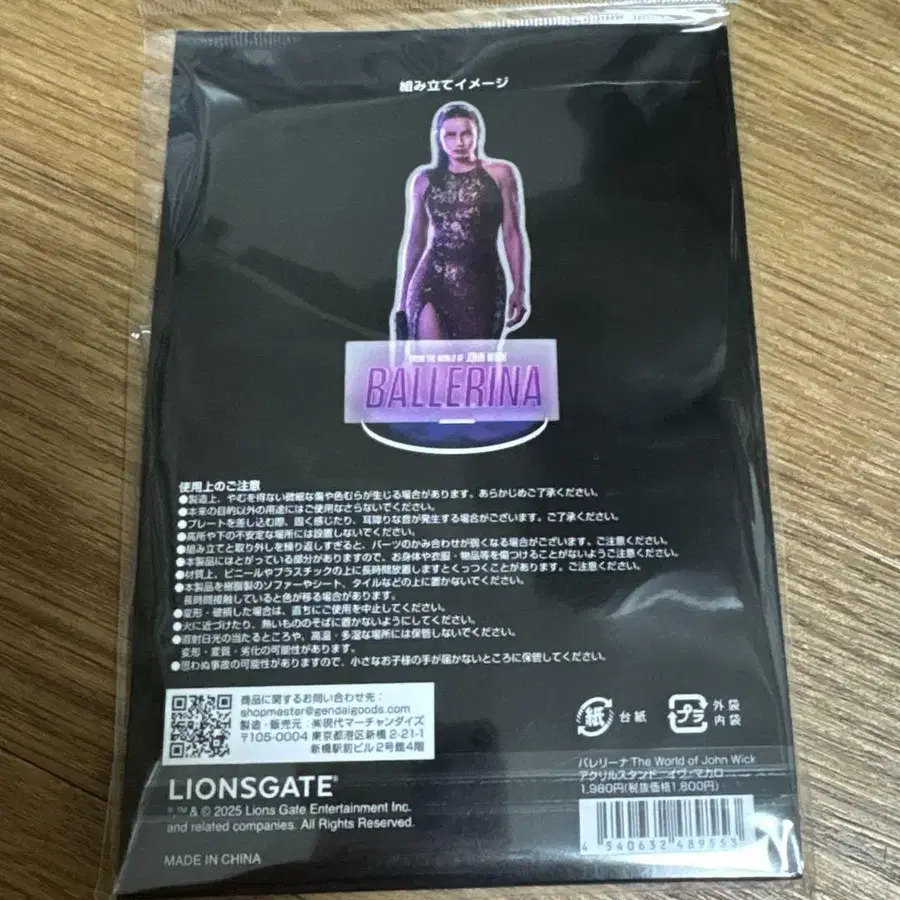 組み立てイメージ
FROM THE WORLD OF JOHN WICK
BALLERINA
使用上のご注意
●製造上、やむを得ない微細な傷や色むらが生じる場合があります。あらかじめご了承ください。
●本来の目的以外の用途にはご使用なさらないでください。
●プレートを差し込む際、固く感じたり、耳障りな音が発生する場合がございます。ご了承ください。
●高所や下の不安定な場所には設置しないでください。
●組み立てと取り外しを繰り返しすぎると、パーツのかみ合わせが弱くなる場合がございます。ご注意ください。
●本製品にはとがっている部分がありますので、お身体や衣服・物品等を傷つけることがないようご注意ください。
●材質上、ビニールやプラスチックの上に長時間放置しますとくっつくことがあります。ご注意ください。
●本製品を樹脂製のソファーやシート、タイルなどの上に置かないでください。
長時間接触していると色が移る場合があります。
●変形・破損した場合は、直ちにご使用を中止してください。
●火に近づけたり、熱いもののそばに置かないようにしてください。
●直射日光の当たるところや、高温・多湿な場所には保管しないでください。
変形・変質・劣化の可能性があります。
●思わぬ事故の可能性がありますので、小さなお子様の手が届かないところに保管してください。
商品に関するお問い合わせ先：
shopmaster@gendaigoods.com
製造・販売元：㈱現代マーチャンダイズ
〒105-0004 東京都港区新橋 2-21-1
新橋駅前ビル2号館4階
紙 台紙
プラ 外袋
内袋
LIONSGATE®
®,™ & © 2025 Lions Gate Entertainment Inc.
and related companies. All Rights Reserved.
MADE IN CHINA
バレリーナ The World of John Wick
アクリルスタンド イヴ・マカロ
1,980円(税抜価格1,800円)
4 540632 489553